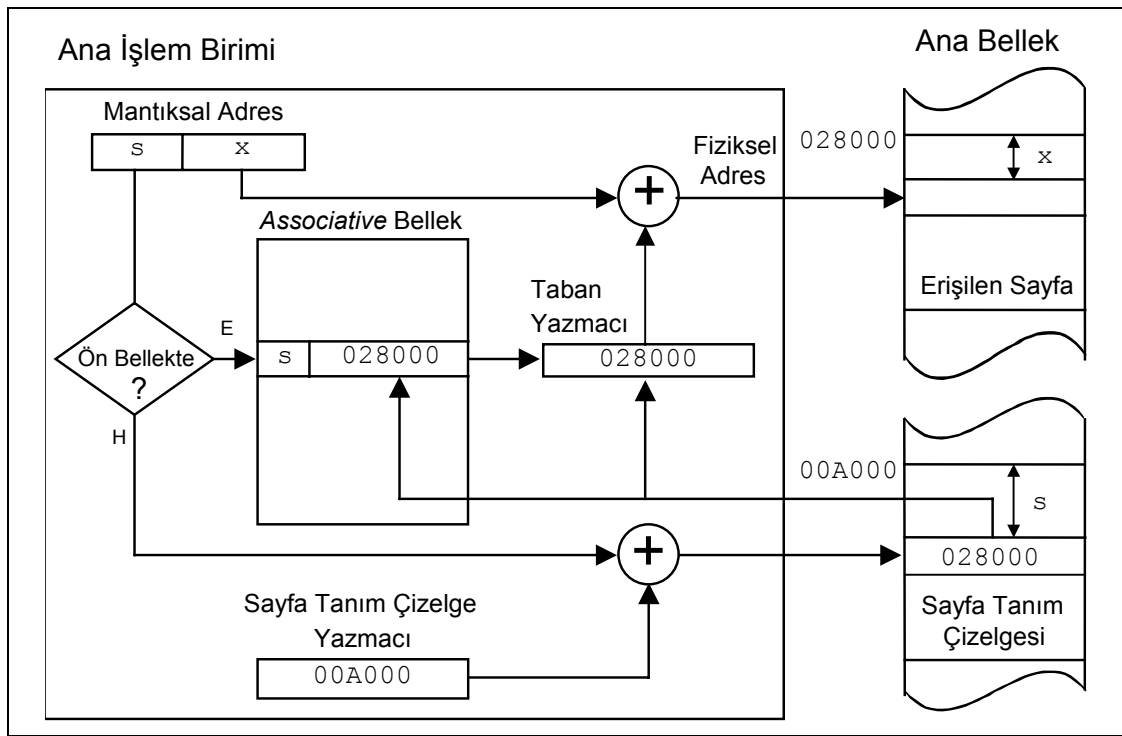 Ana İşlem Birimi
Ana Bellek
Mantıksal Adres
s x
Fiziksel
Adres
028000
x
Associative Bellek
Erişilen Sayfa
Taban
Yazmacı
E
Ön Bellekte
?
s 028000
028000
H
00A000
s
028000
Sayfa Tanım Çizelge
Yazmacı
00A000
Sayfa Tanım
Çizelgesi